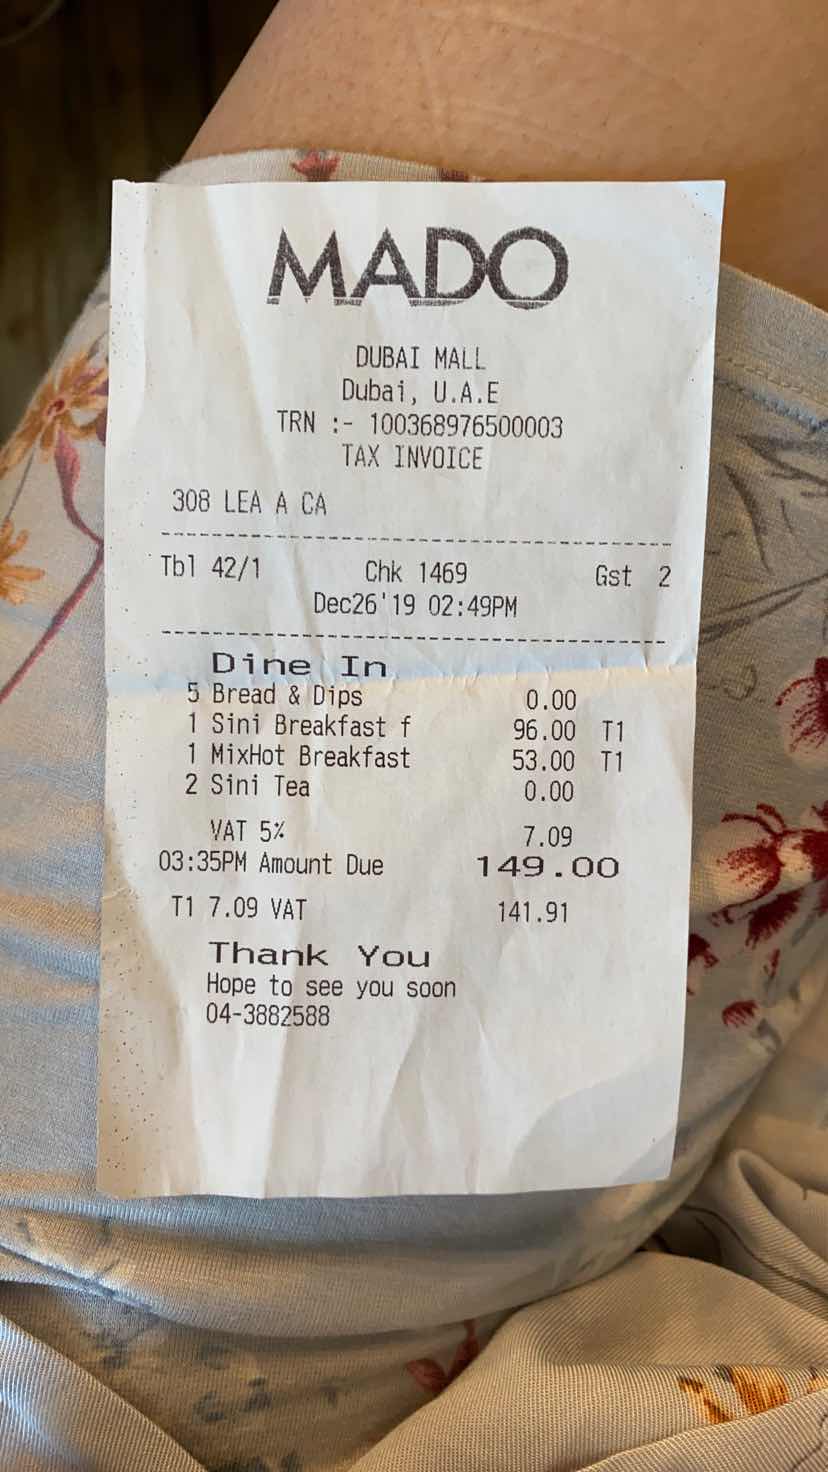 MADO
DUBAI MALL
Dubai, U.A.E
TRN :- 100368976500003
TAX INVOICE
308 LEA A CA
Tbl 42/1 Chk 1469 Gst 2
Dec26'19 02:49PM
Dine In
5 Bread & Dips 0.00
1 Sini Breakfast f 96.00 T1
1 MixHot Breakfast 53.00 T1
2 Sini Tea 0.00
VAT 5% 7.09
03:35PM Amount Due 149.00
T1 7.09 VAT 141.91
Thank You
Hope to see you soon
04-3882588